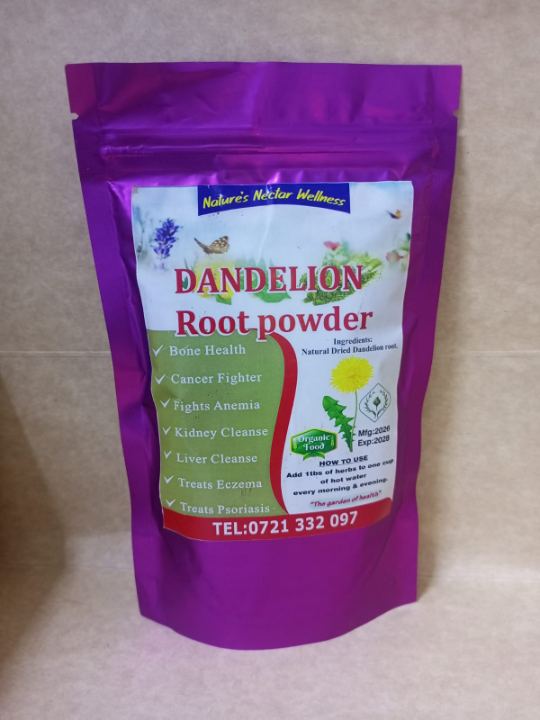 Nature's Nectar Wellness
DANDELION
Root powder
Ingredients:
Natural Dried Dandelion root.
✓ Bone Health
✓ Cancer Fighter
✓ Fights Anemia
✓ Kidney Cleanse
✓ Liver Cleanse
✓ Treats Eczema
✓ Treats Psoriasis
Organic
Food
Mfg:2026
Exp:2028
HOW TO USE
Add 1tbs of herbs to one cup
of hot water
every morning & evening.
"The garden of health"
TEL:0721 332 097